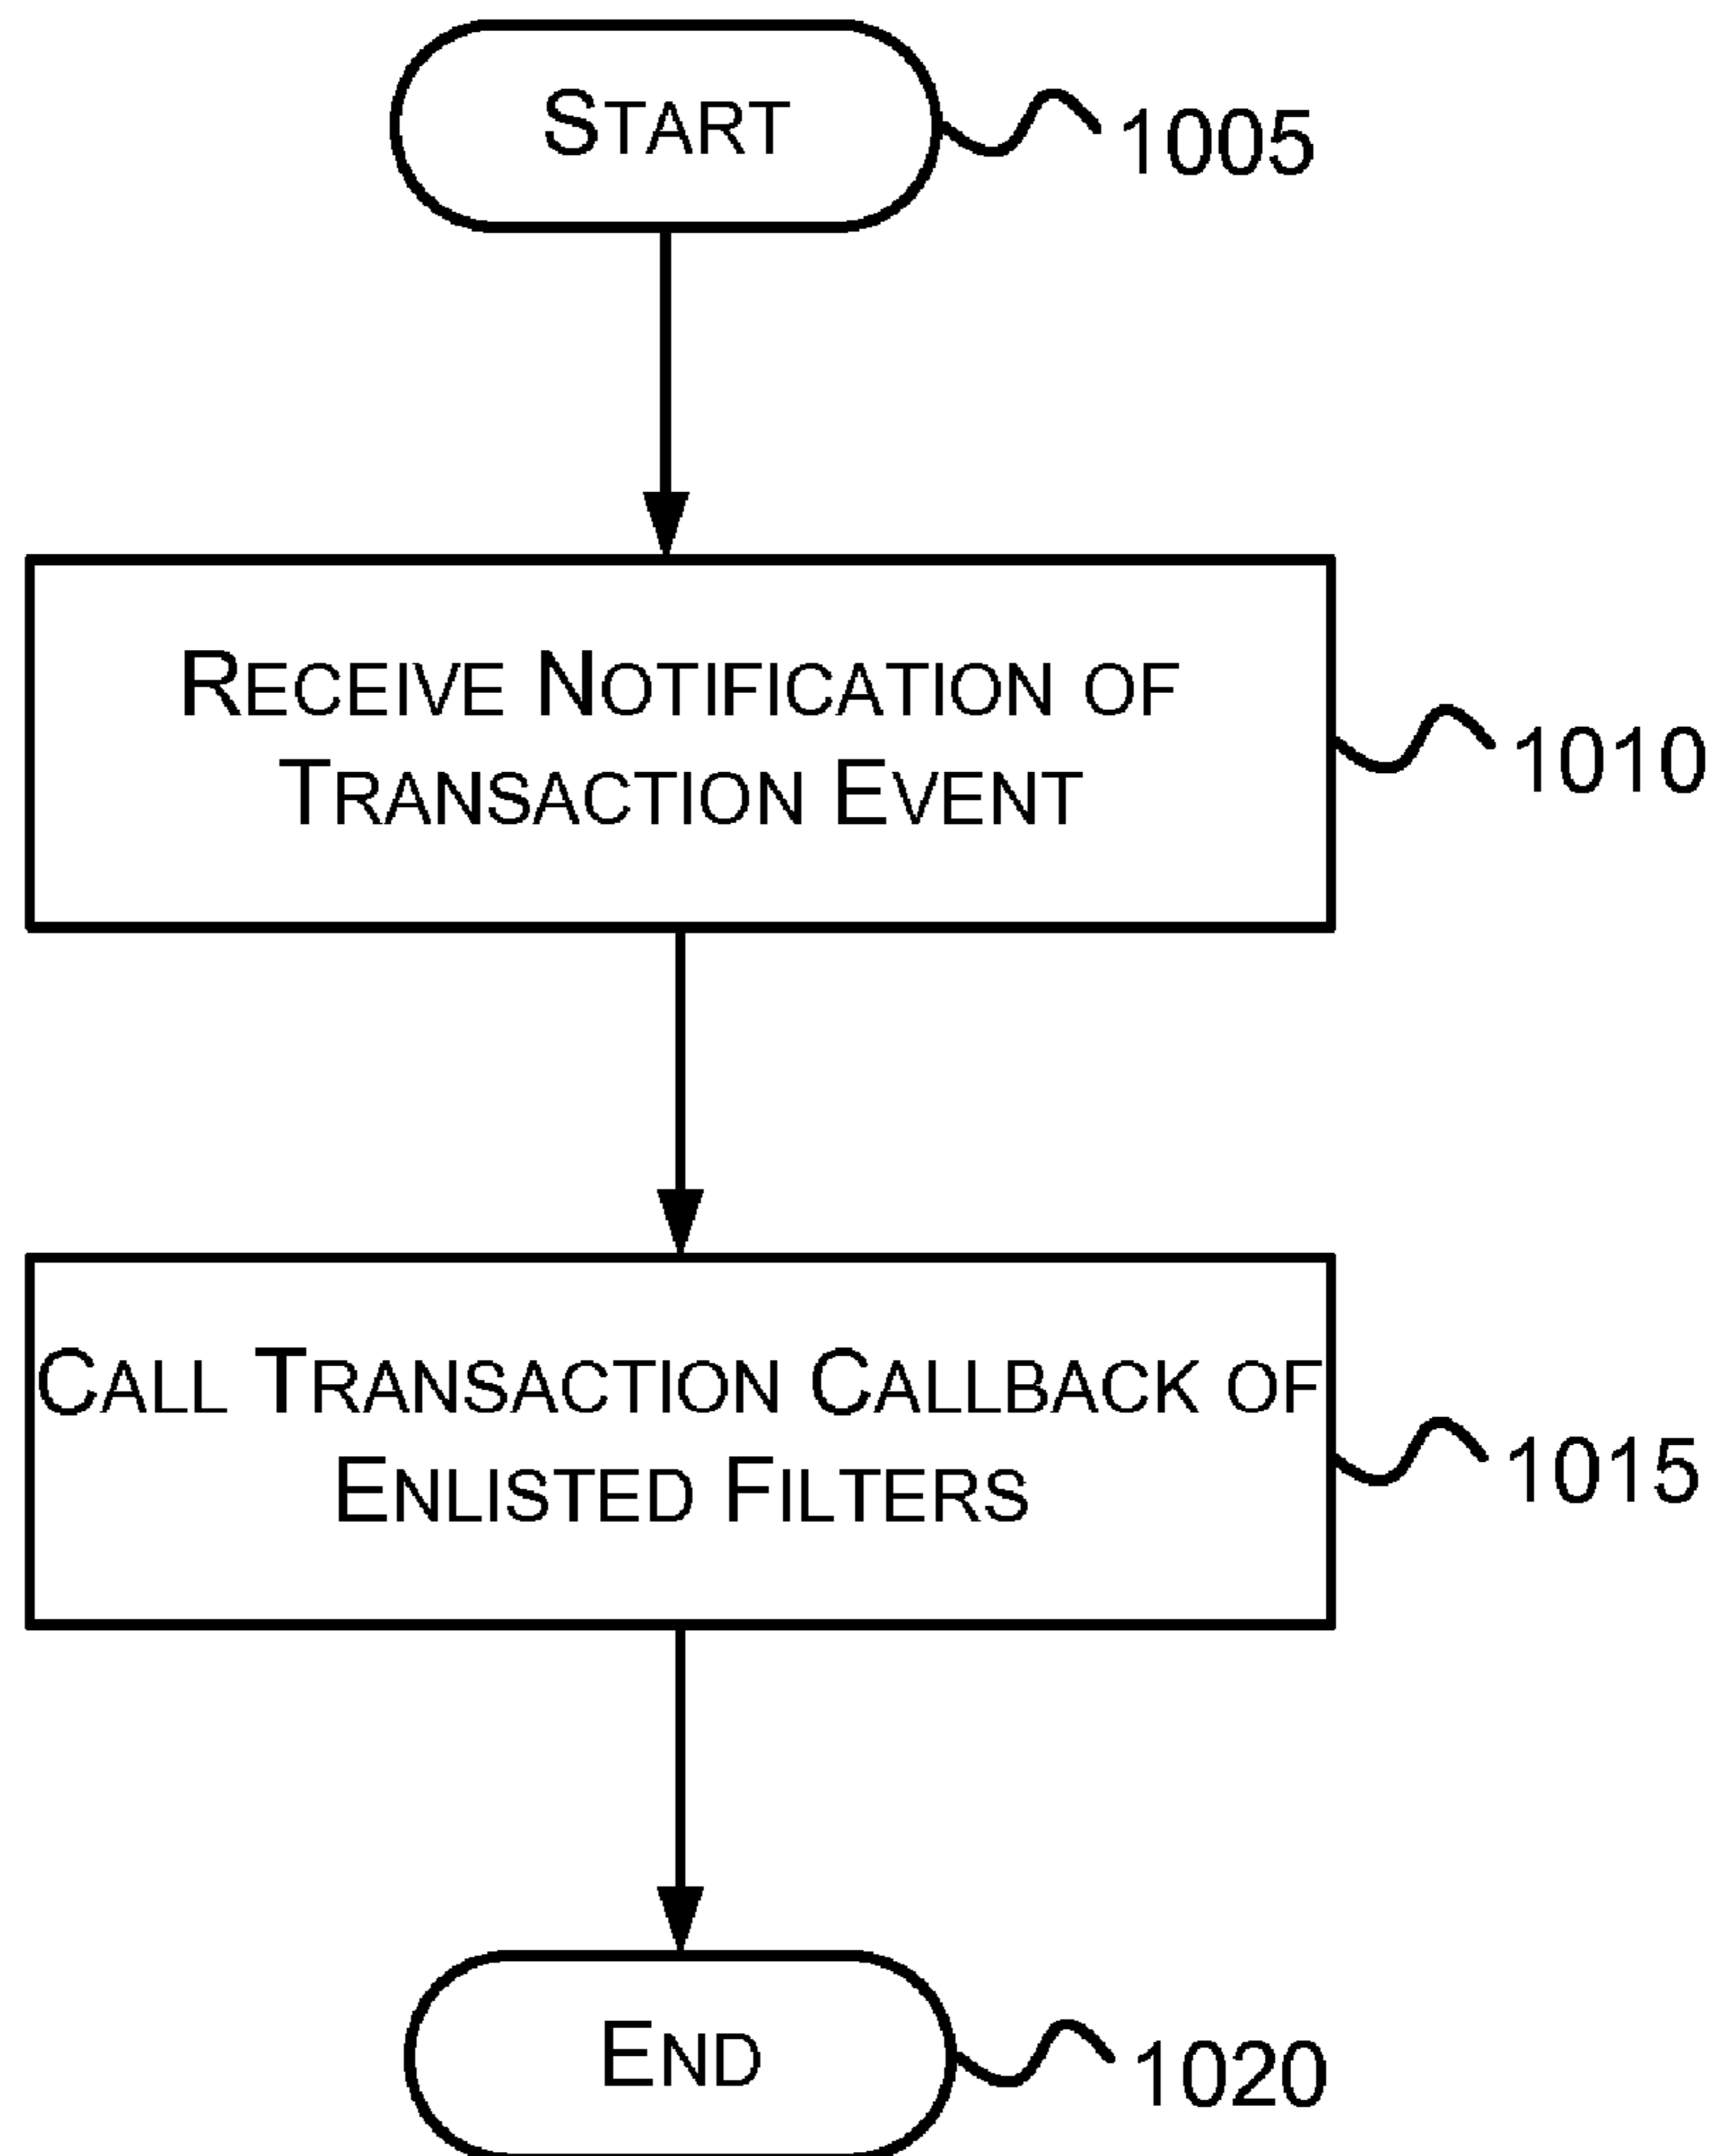 START
1005
RECEIVE NOTIFICATION OF
TRANSACTION EVENT
1010
CALL TRANSACTION CALLBACK OF
ENLISTED FILTERS
1015
END
1020